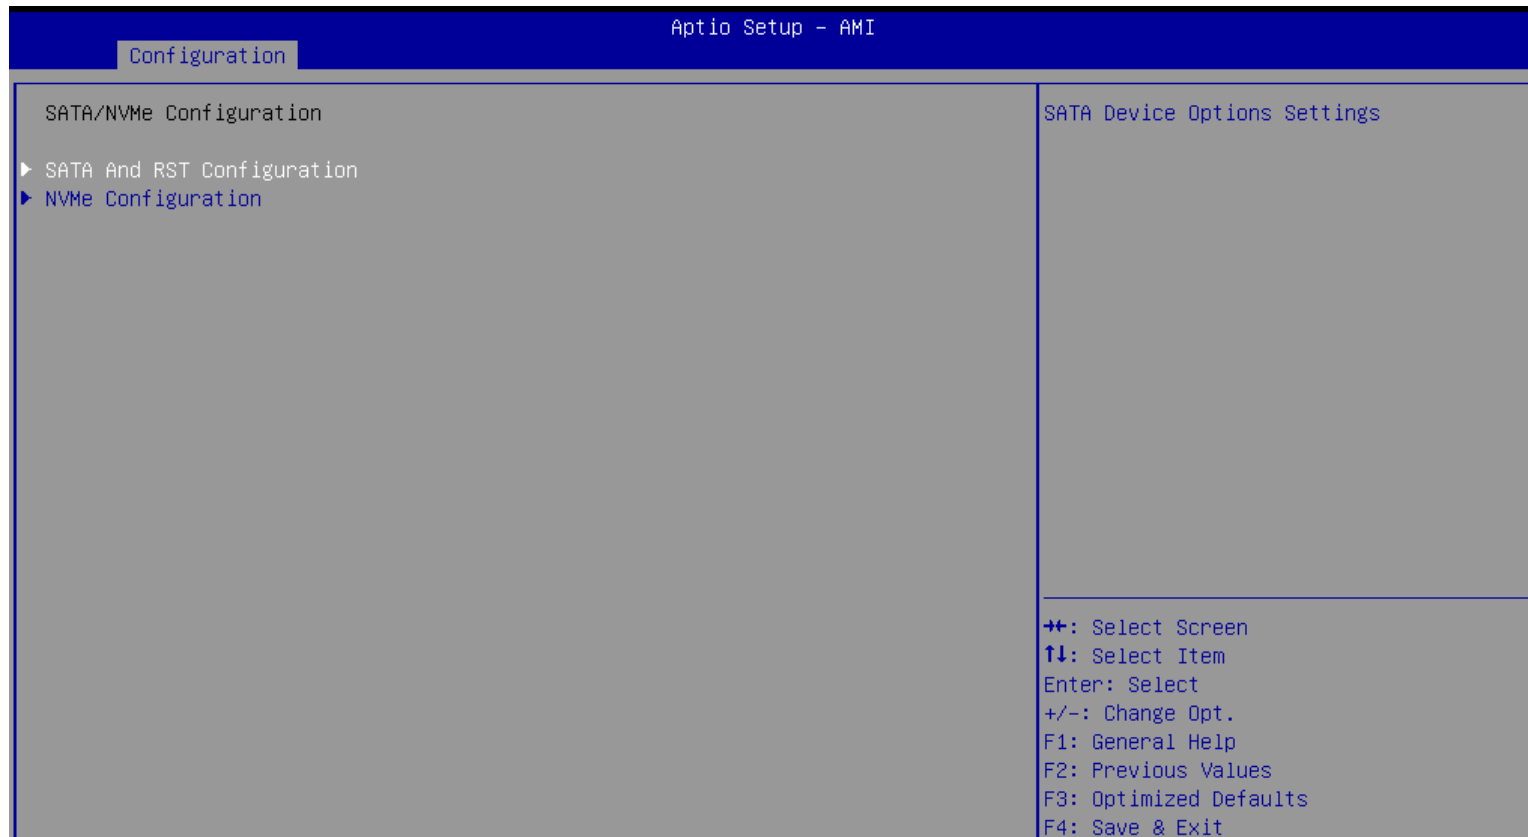 Aptio Setup – AMI
Configuration
SATA/NVMe Configuration
SATA And RST Configuration
NVMe Configuration
SATA Device Options Settings
→←: Select Screen
↑↓: Select Item
Enter: Select
+/-: Change Opt.
F1: General Help
F2: Previous Values
F3: Optimized Defaults
F4: Save & Exit